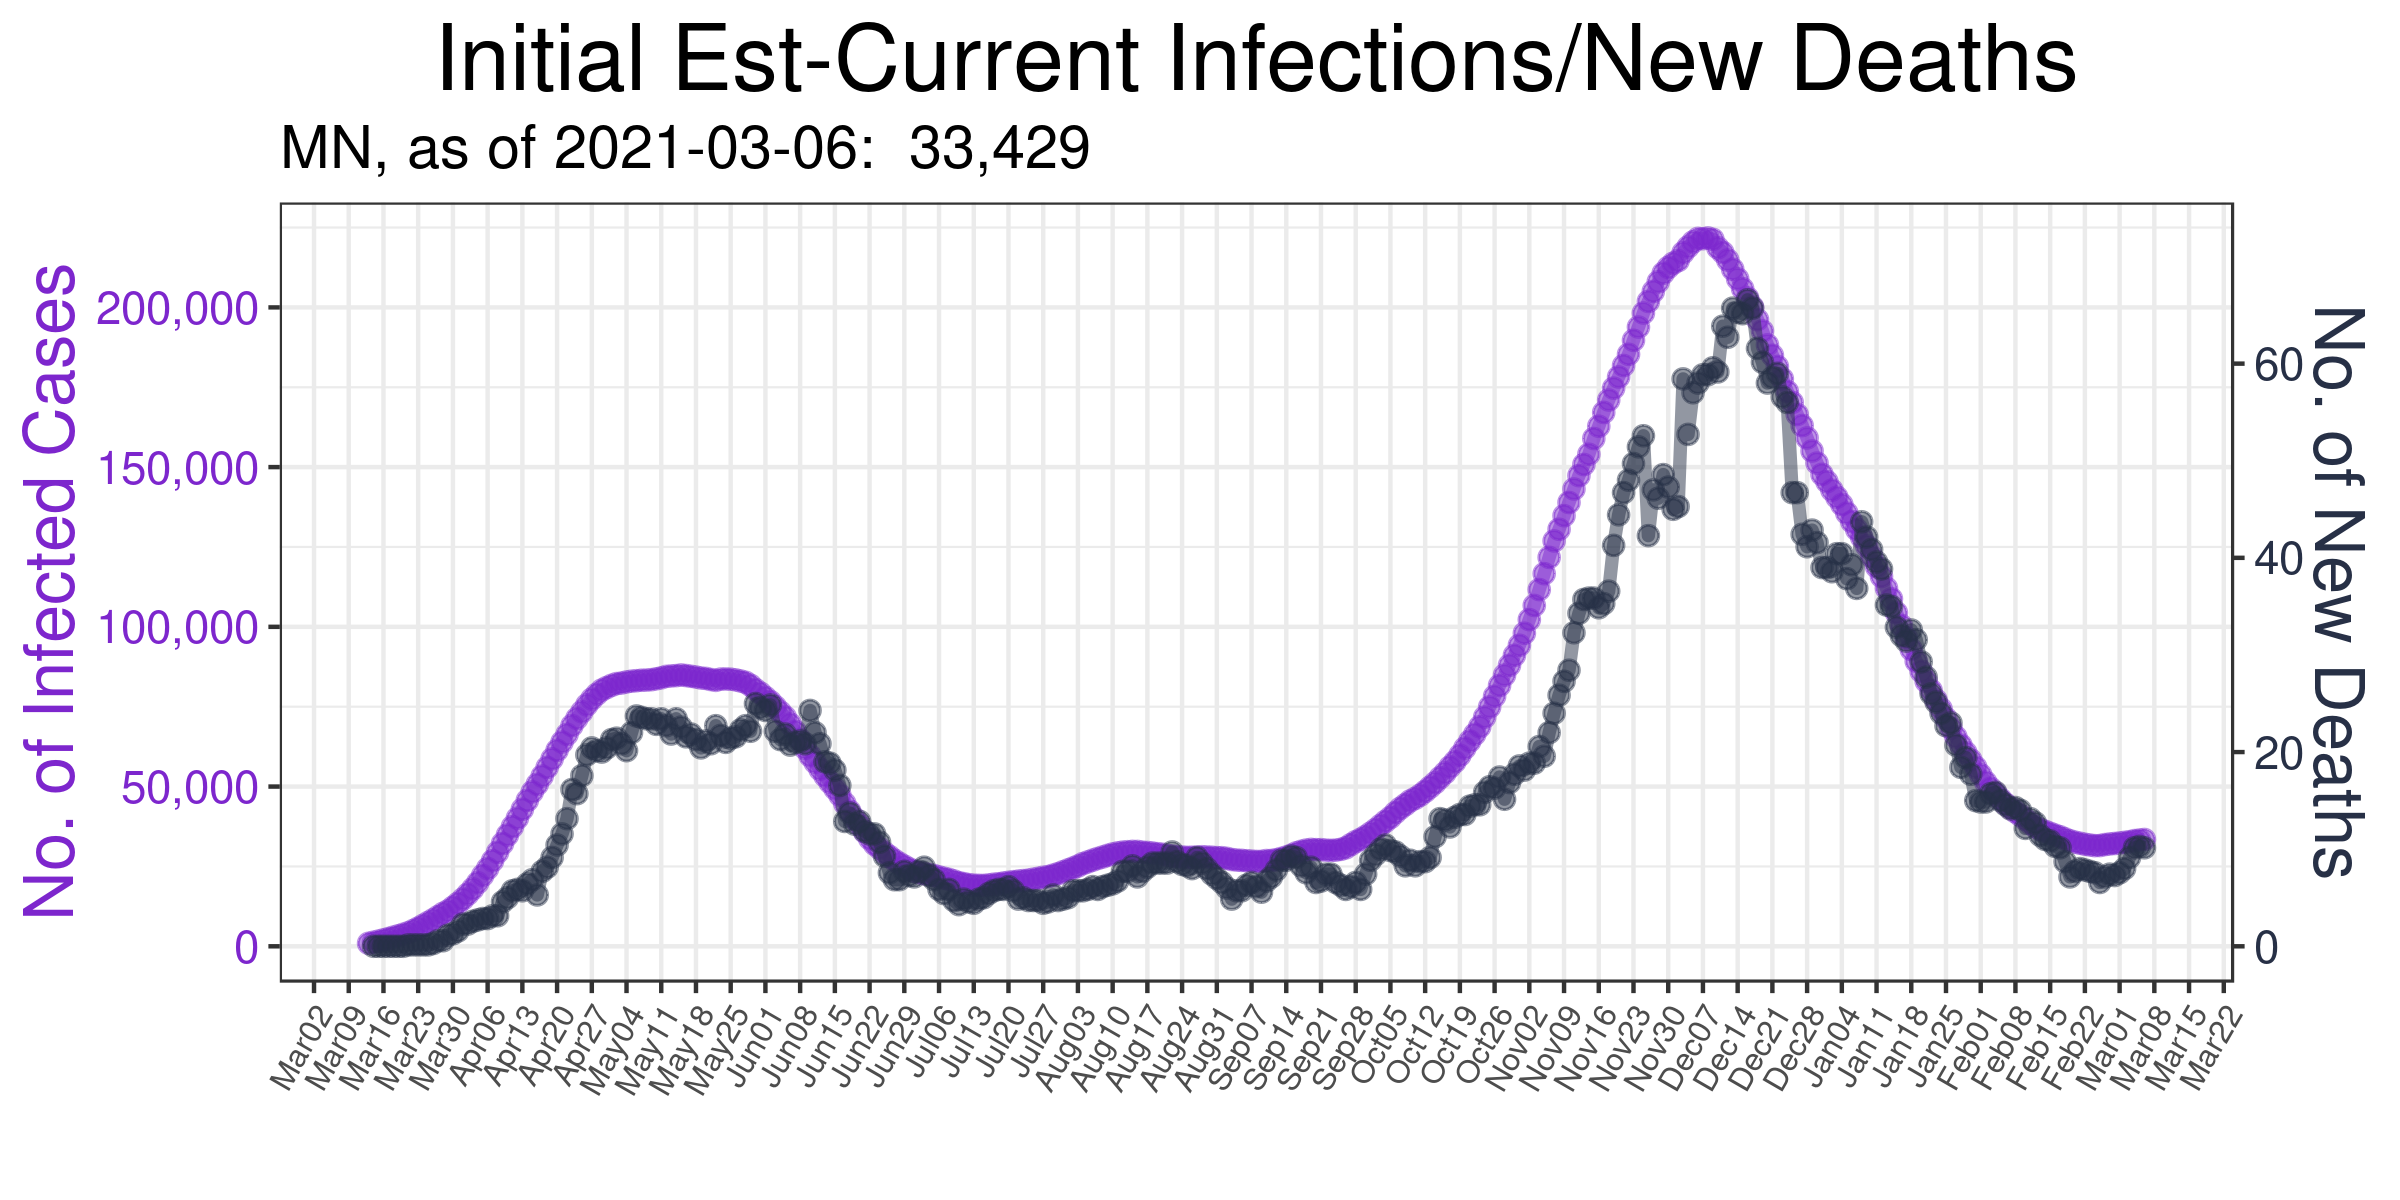 Initial Est-Current Infections/New Deaths
MN, as of 2021-03-06:  33,429
No. of Infected Cases
200,000
150,000
100,000
50,000
0
60
40
20
0
No. of New Deaths
Mar02
Mar09
Mar16
Mar23
Mar30
Apr06
Apr13
Apr20
Apr27
May04
May11
May18
May25
Jun01
Jun08
Jun15
Jun22
Jun29
Jul06
Jul13
Jul20
Jul27
Aug03
Aug10
Aug17
Aug24
Aug31
Sep07
Sep14
Sep21
Sep28
Oct05
Oct12
Oct19
Oct26
Nov02
Nov09
Nov16
Nov23
Nov30
Dec07
Dec14
Dec21
Dec28
Jan04
Jan11
Jan18
Jan25
Feb01
Feb08
Feb15
Feb22
Mar01
Mar08
Mar15
Mar22